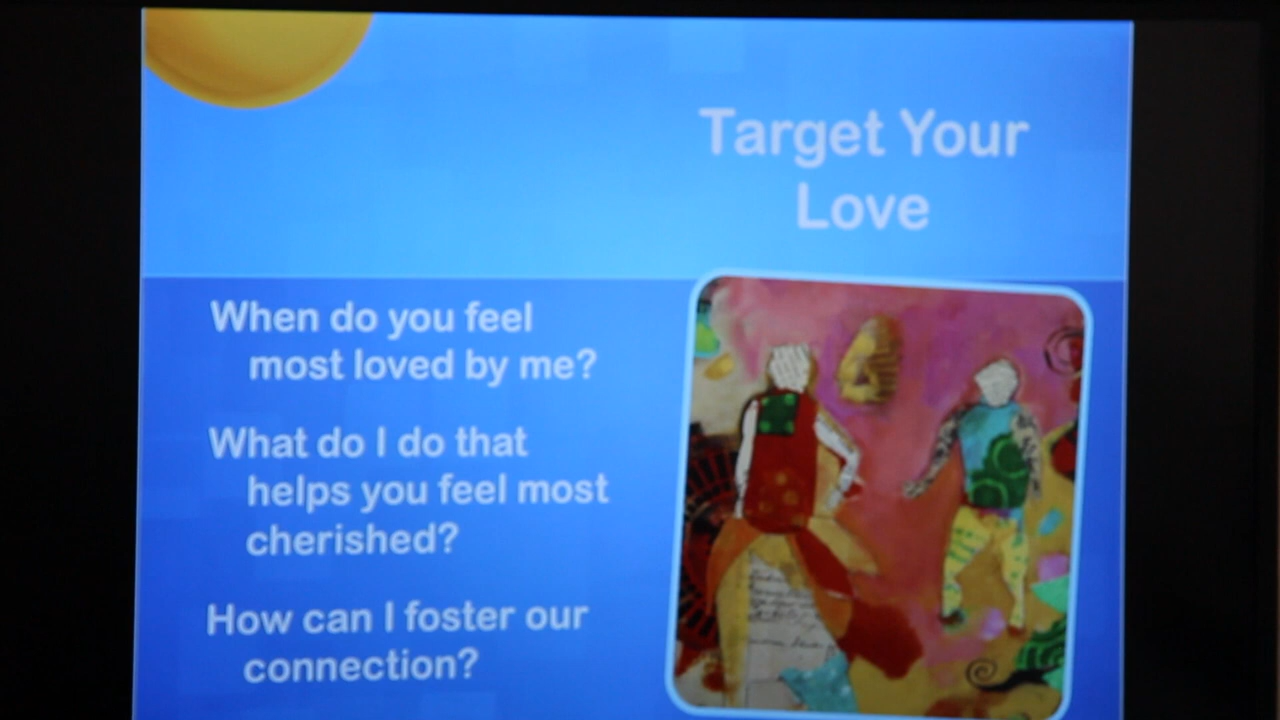 Target Your
Love
When do you feel
most loved by me?
What do I do that
helps you feel most
cherished?
How can I foster our
connection?